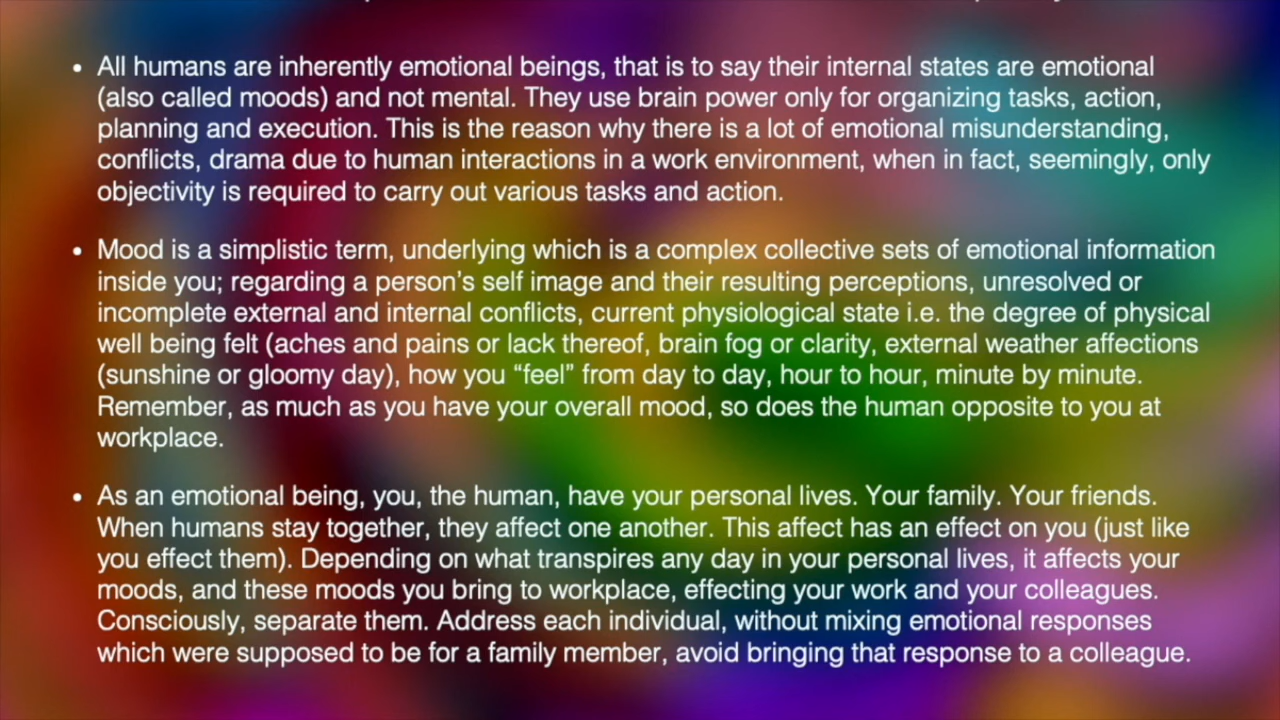 • All humans are inherently emotional beings, that is to say their internal states are emotional
(also called moods) and not mental. They use brain power only for organizing tasks, action,
planning and execution. This is the reason why there is a lot of emotional misunderstanding,
conflicts, drama due to human interactions in a work environment, when in fact, seemingly, only
objectivity is required to carry out various tasks and action.
• Mood is a simplistic term, underlying which is a complex collective sets of emotional information
inside you; regarding a person’s self image and their resulting perceptions, unresolved or
incomplete external and internal conflicts, current physiological state i.e. the degree of physical
well being felt (aches and pains or lack thereof, brain fog or clarity, external weather affections
(sunshine or gloomy day), how you “feel” from day to day, hour to hour, minute by minute.
Remember, as much as you have your overall mood, so does the human opposite to you at
workplace.
• As an emotional being, you, the human, have your personal lives. Your family. Your friends.
When humans stay together, they affect one another. This affect has an effect on you (just like
you effect them). Depending on what transpires any day in your personal lives, it affects your
moods, and these moods you bring to workplace, effecting your work and your colleagues.
Consciously, separate them. Address each individual, without mixing emotional responses
which were supposed to be for a family member, avoid bringing that response to a colleague.